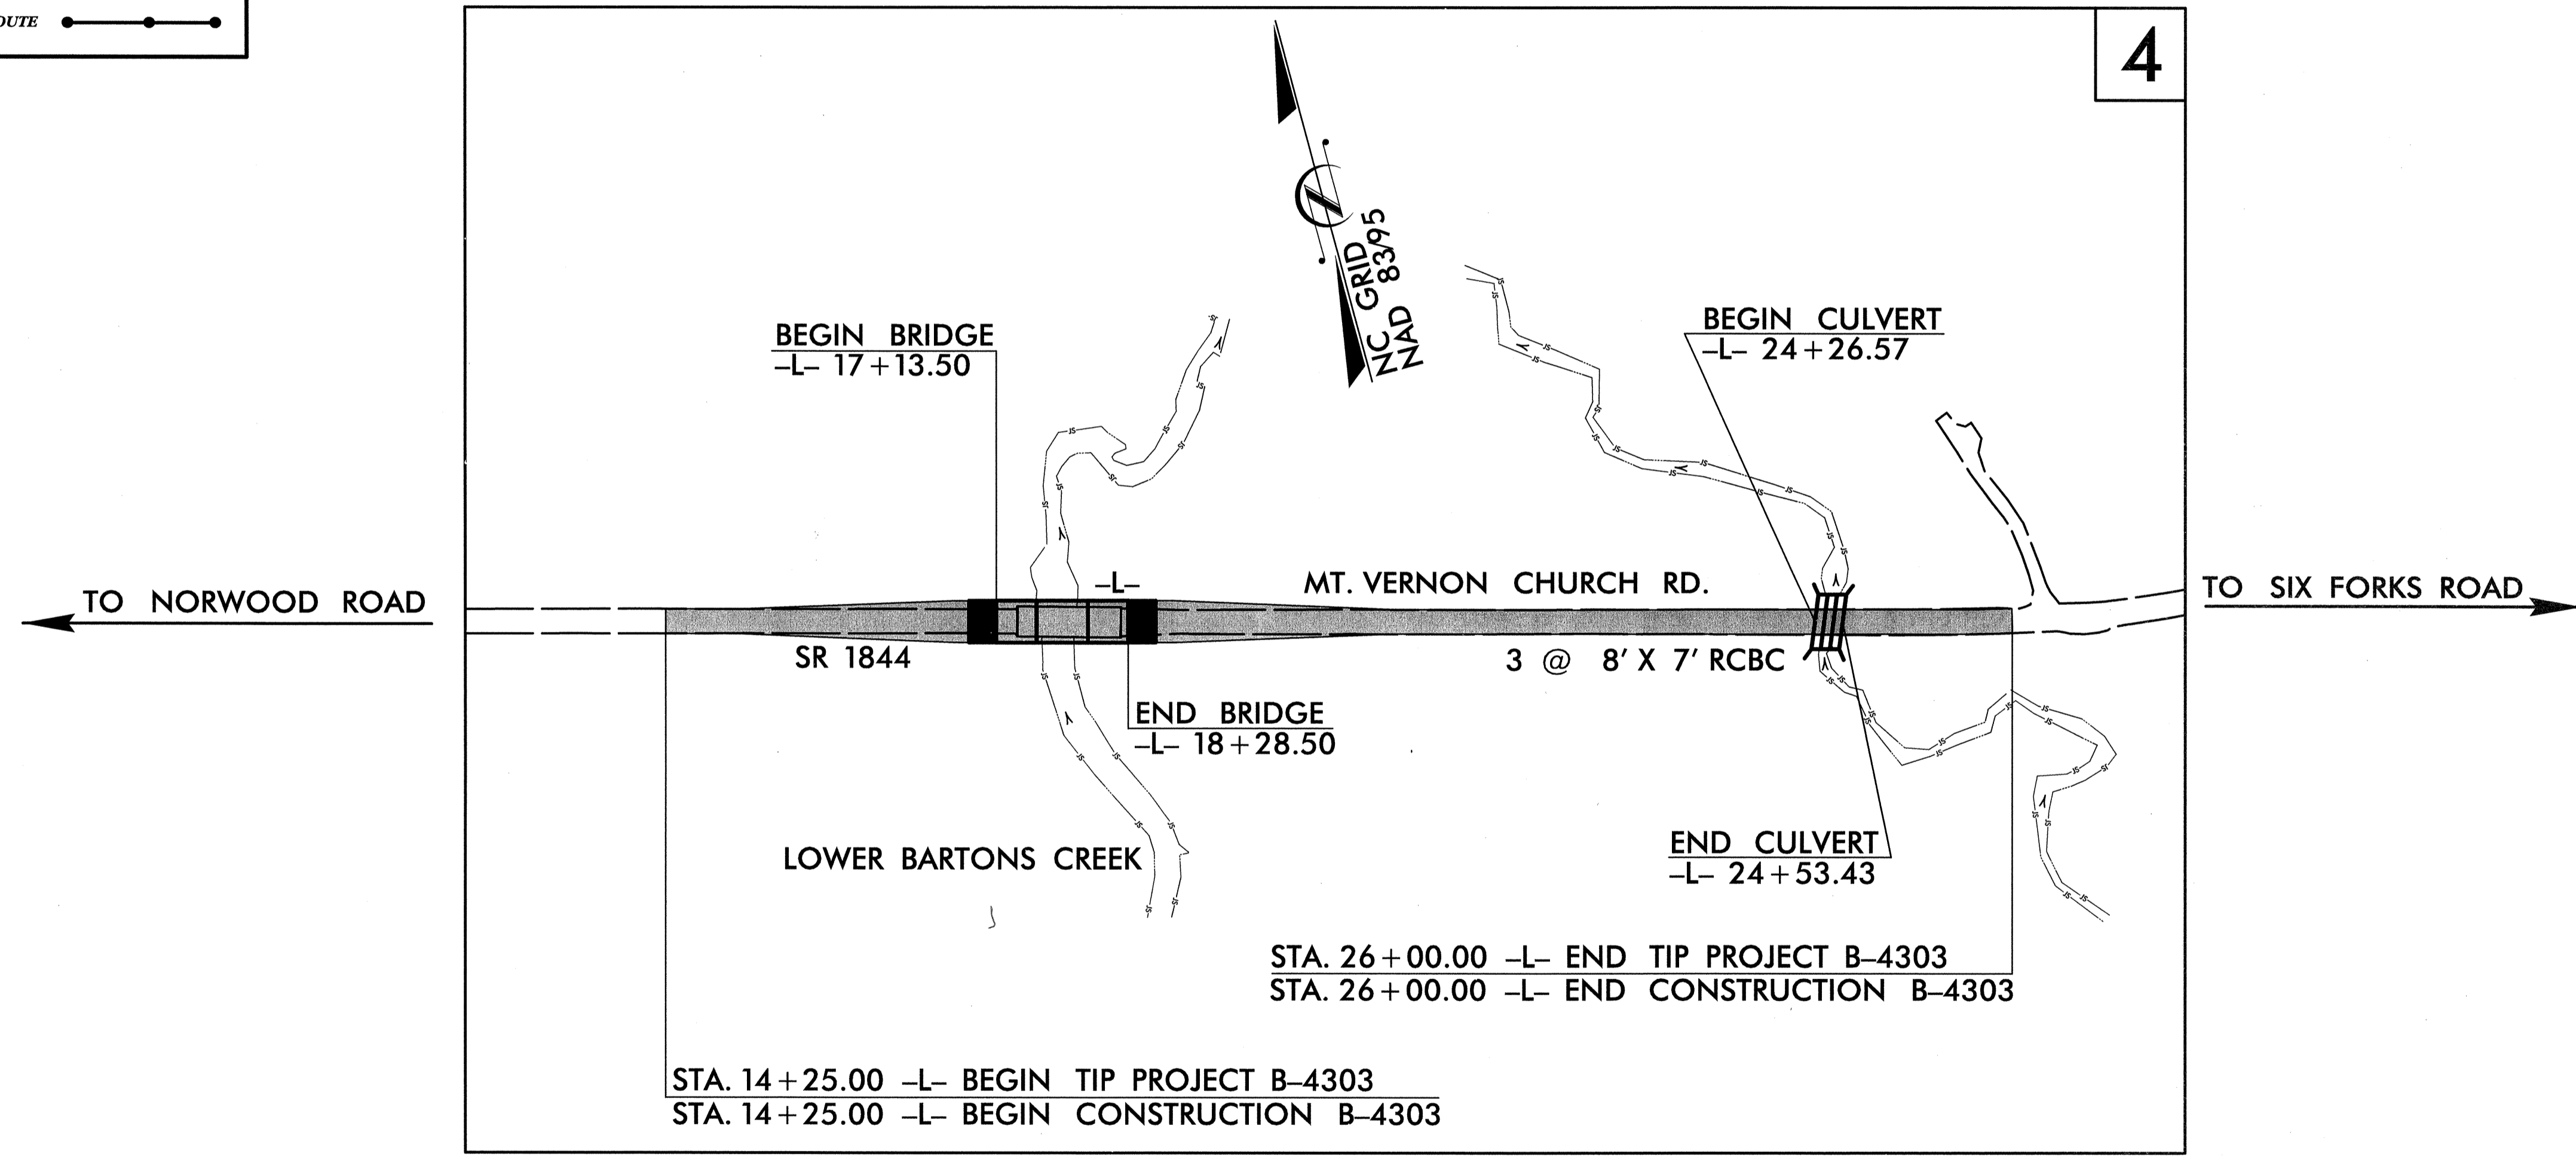 OUTE
4
NC GRID
NAD 83/95
BEGIN BRIDGE
–L– 17+13.50
BEGIN CULVERT
–L– 24+26.57
TO NORWOOD ROAD
–L–
MT. VERNON CHURCH RD.
TO SIX FORKS ROAD
SR 1844
3 @ 8' X 7' RCBC
END BRIDGE
–L– 18+28.50
LOWER BARTONS CREEK
END CULVERT
–L– 24+53.43
STA. 26+00.00 –L– END TIP PROJECT B–4303
STA. 26+00.00 –L– END CONSTRUCTION B–4303
STA. 14+25.00 –L– BEGIN TIP PROJECT B–4303
STA. 14+25.00 –L– BEGIN CONSTRUCTION B–4303